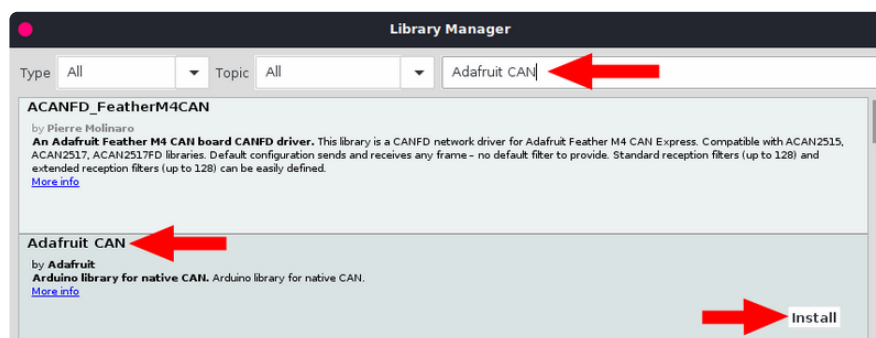 Library Manager
Type All Topic All Adafruit CAN
ACANFD_FeatherM4CAN
by Pierre Molinaro
An Adafruit Feather M4 CAN board CANFD driver. This library is a CANFD network driver for Adafruit Feather M4 CAN Express. Compatible with ACAN2515,
ACAN2517, ACAN2517FD libraries. Default configuration sends and receives any frame – no default filter to provide. Standard reception filters (up to 128) and
extended reception filters (up to 128) can be easily defined.
More info
Adafruit CAN
by Adafruit
Arduino library for native CAN. Arduino library for native CAN.
More info
Install